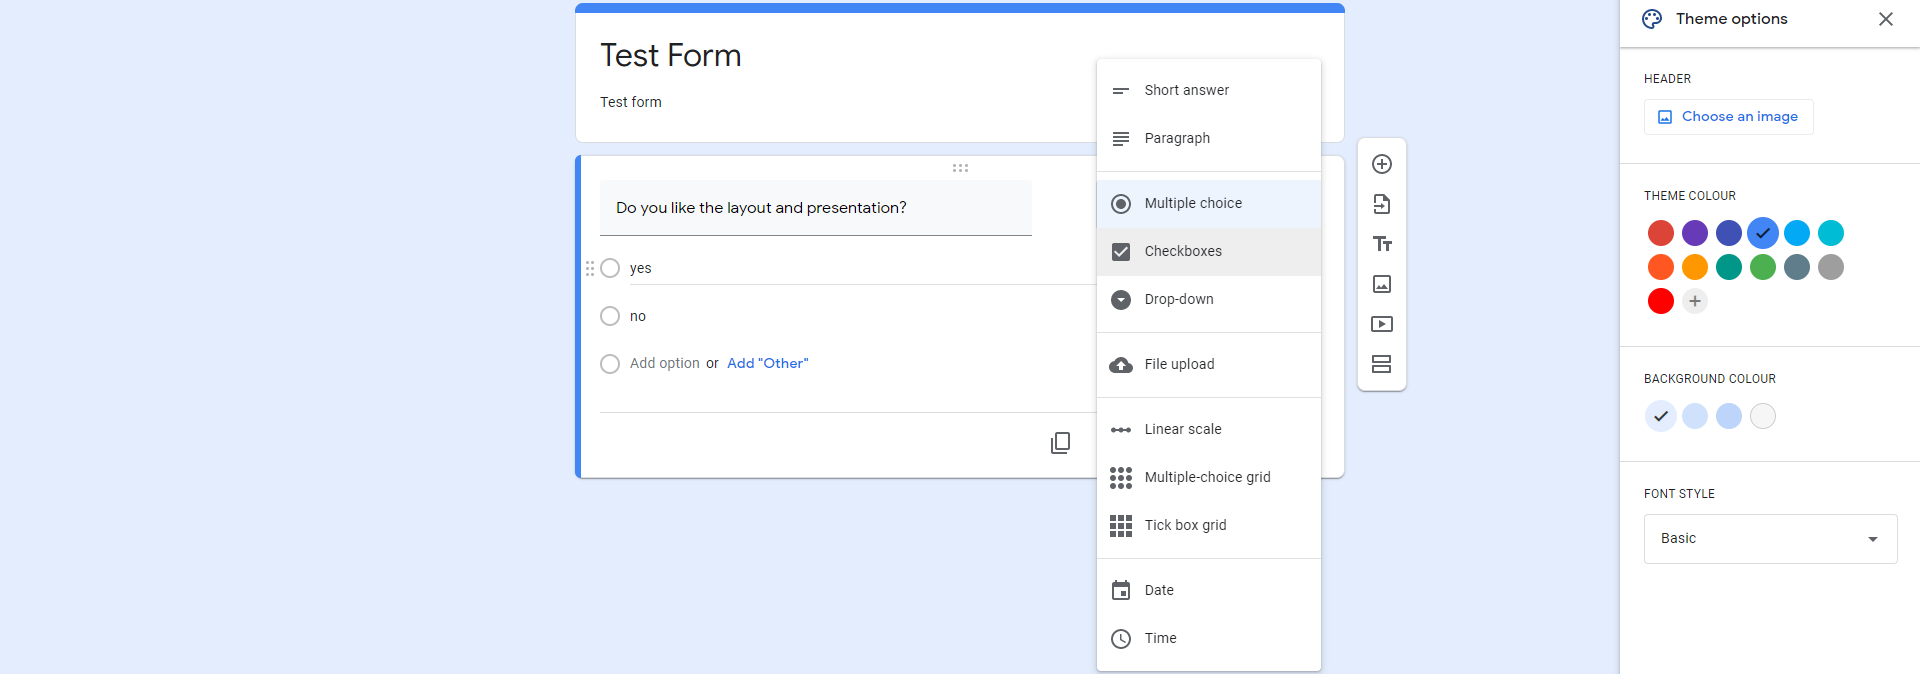 Test Form
Test form
Do you like the layout and presentation?
yes
no
Add option or Add "Other"
Short answer
Paragraph
Multiple choice
Checkboxes
Drop-down
File upload
Linear scale
Multiple-choice grid
Tick box grid
Date
Time
Tт
Theme options
HEADER
Choose an image
THEME COLOUR
BACKGROUND COLOUR
FONT STYLE
Basic